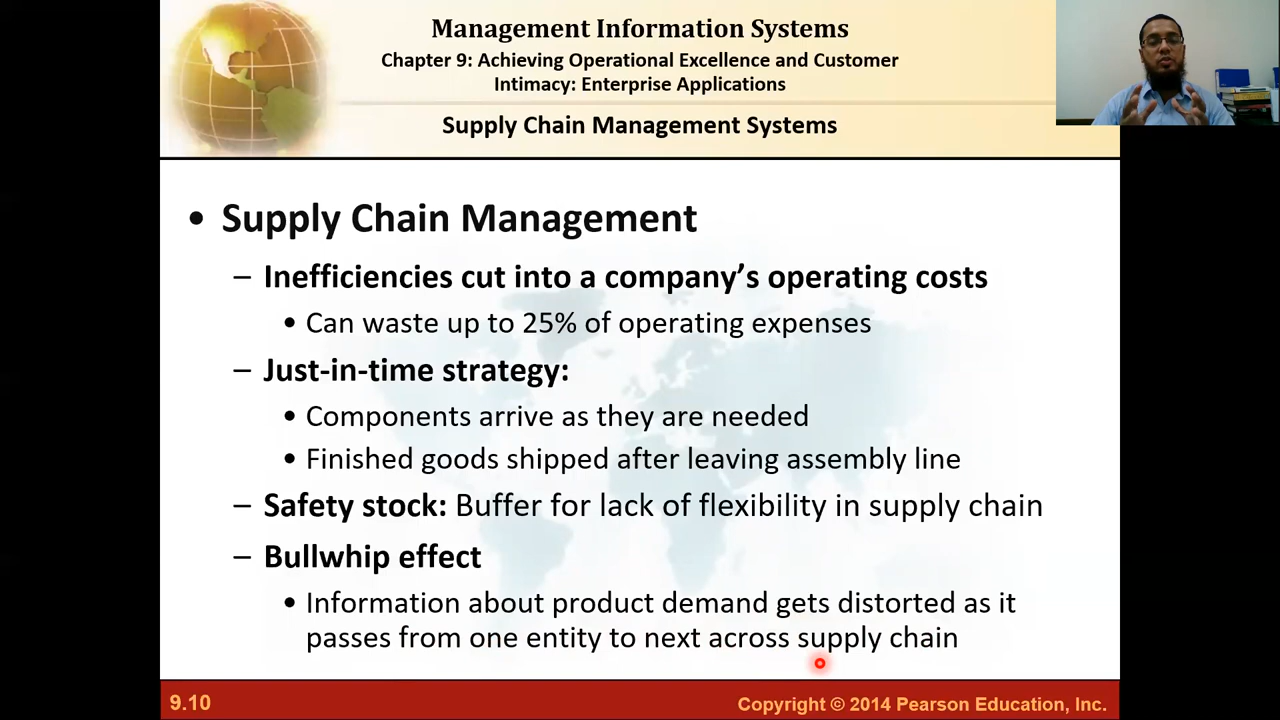 Management Information Systems
Chapter 9: Achieving Operational Excellence and Customer
Intimacy: Enterprise Applications
Supply Chain Management Systems
• Supply Chain Management
– Inefficiencies cut into a company’s operating costs
• Can waste up to 25% of operating expenses
– Just-in-time strategy:
• Components arrive as they are needed
• Finished goods shipped after leaving assembly line
– Safety stock: Buffer for lack of flexibility in supply chain
– Bullwhip effect
• Information about product demand gets distorted as it
passes from one entity to next across supply chain
9.10
Copyright © 2014 Pearson Education, Inc.